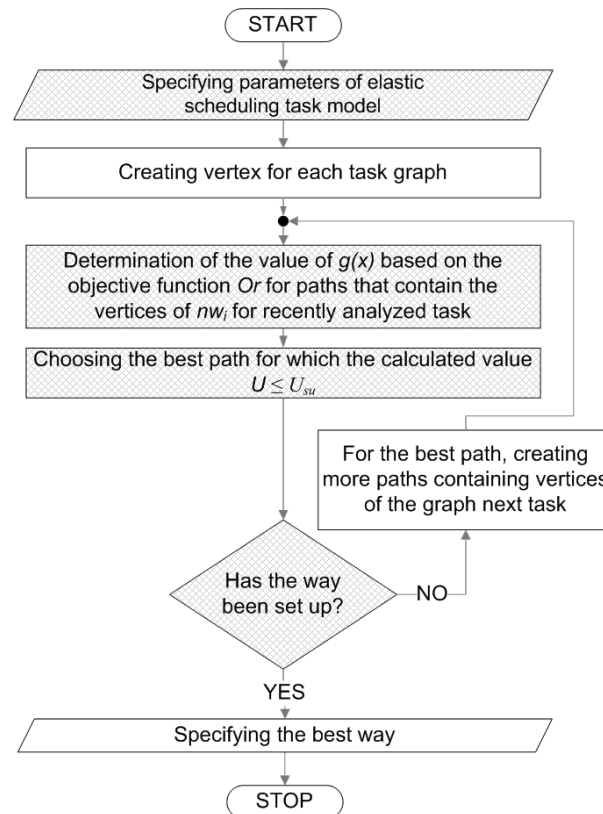 START
Specifying parameters of elastic
scheduling task model
Creating vertex for each task graph
Determination of the value of g(x) based on the
objective function Or for paths that contain the
vertices of nwᵢ for recently analyzed task
Choosing the best path for which the calculated value
U ≤ Uₛᵤ
For the best path, creating
more paths containing vertices
of the graph next task
Has the way
been set up?
NO
YES
Specifying the best way
STOP